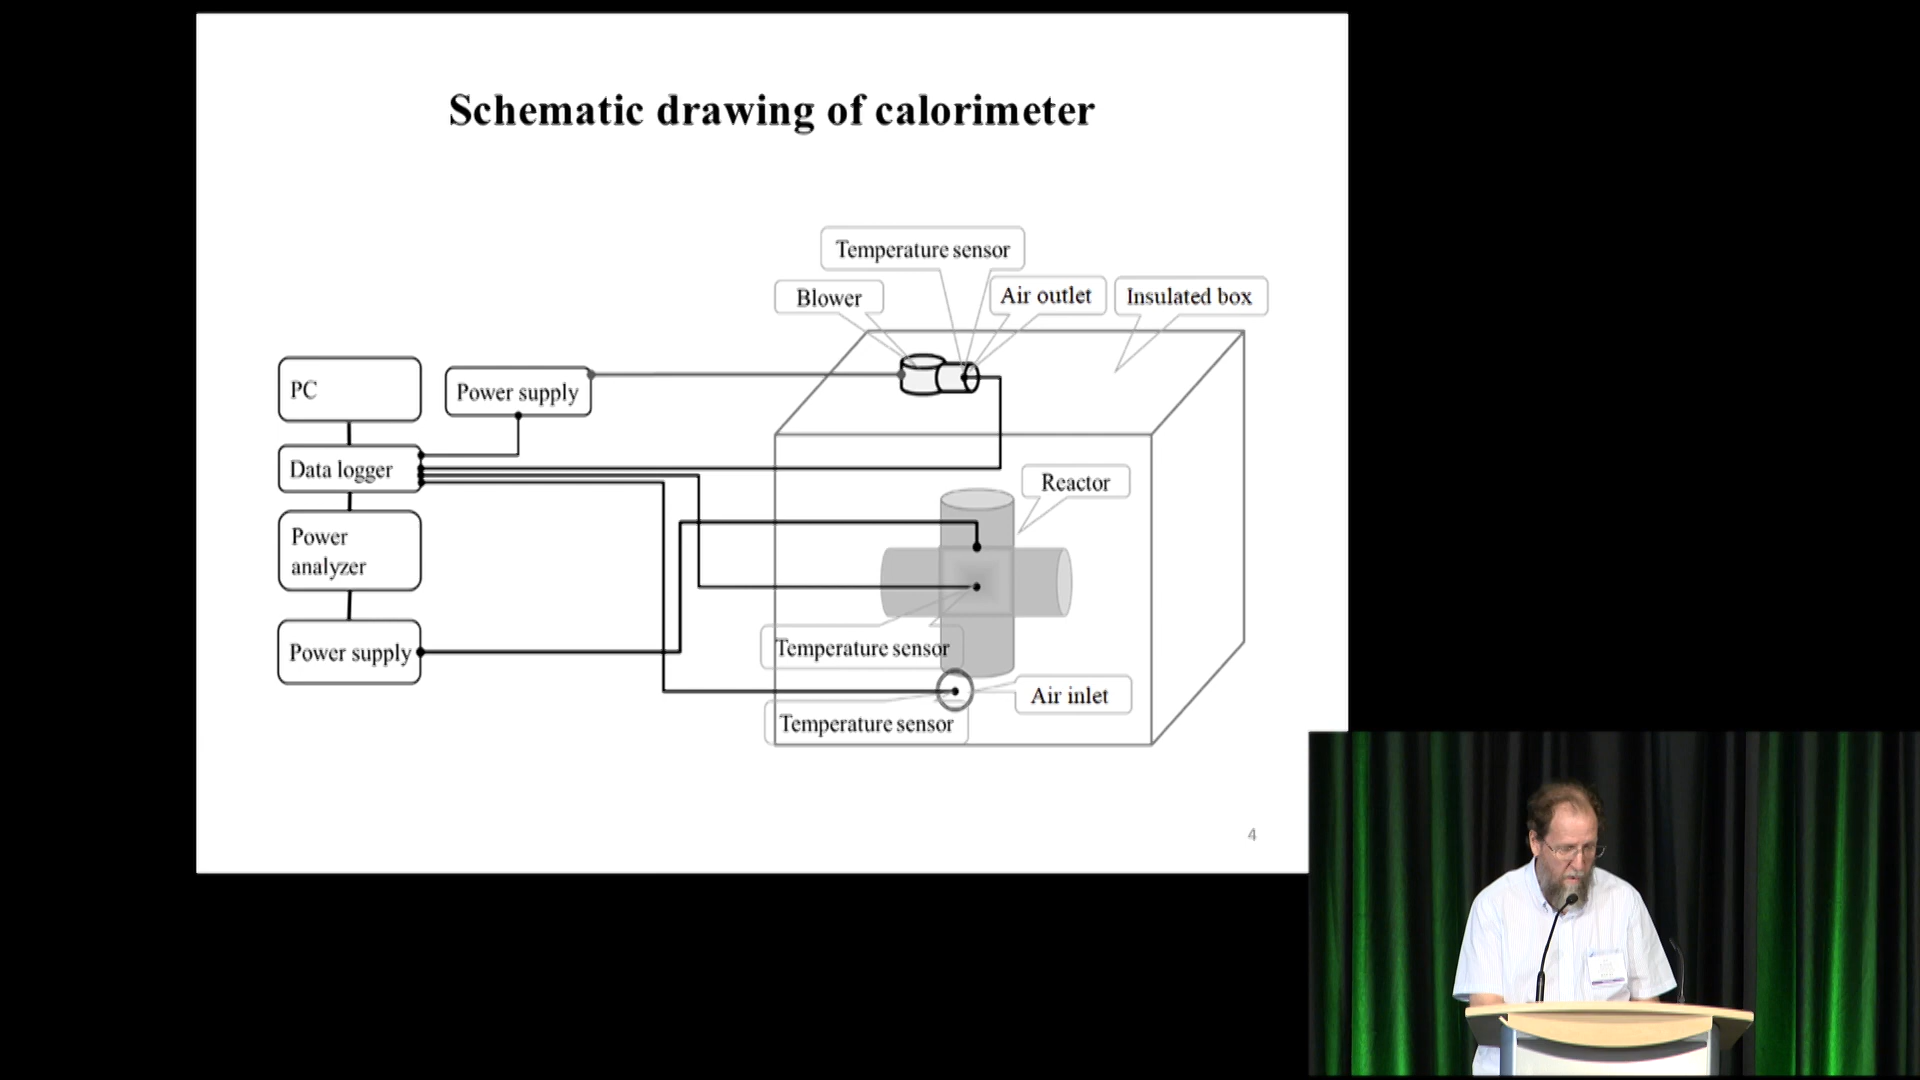 Schematic drawing of calorimeter
Temperature sensor
Blower
Air outlet
Insulated box
PC
Power supply
Data logger
Reactor
Power
analyzer
Temperature sensor
Power supply
Air inlet
Temperature sensor
4